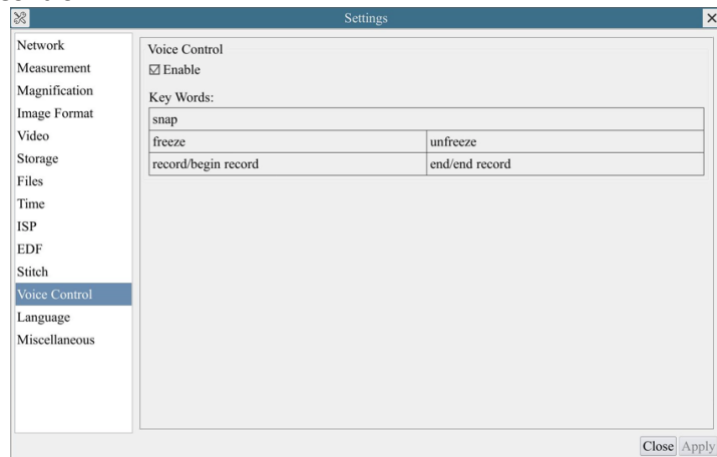 Settings
Network
Measurement
Magnification
Image Format
Video
Storage
Files
Time
ISP
EDF
Stitch
Voice Control
Language
Miscellaneous
Voice Control
Enable
Key Words:
snap
freeze unfreeze
record/begin record end/end record
Close Apply